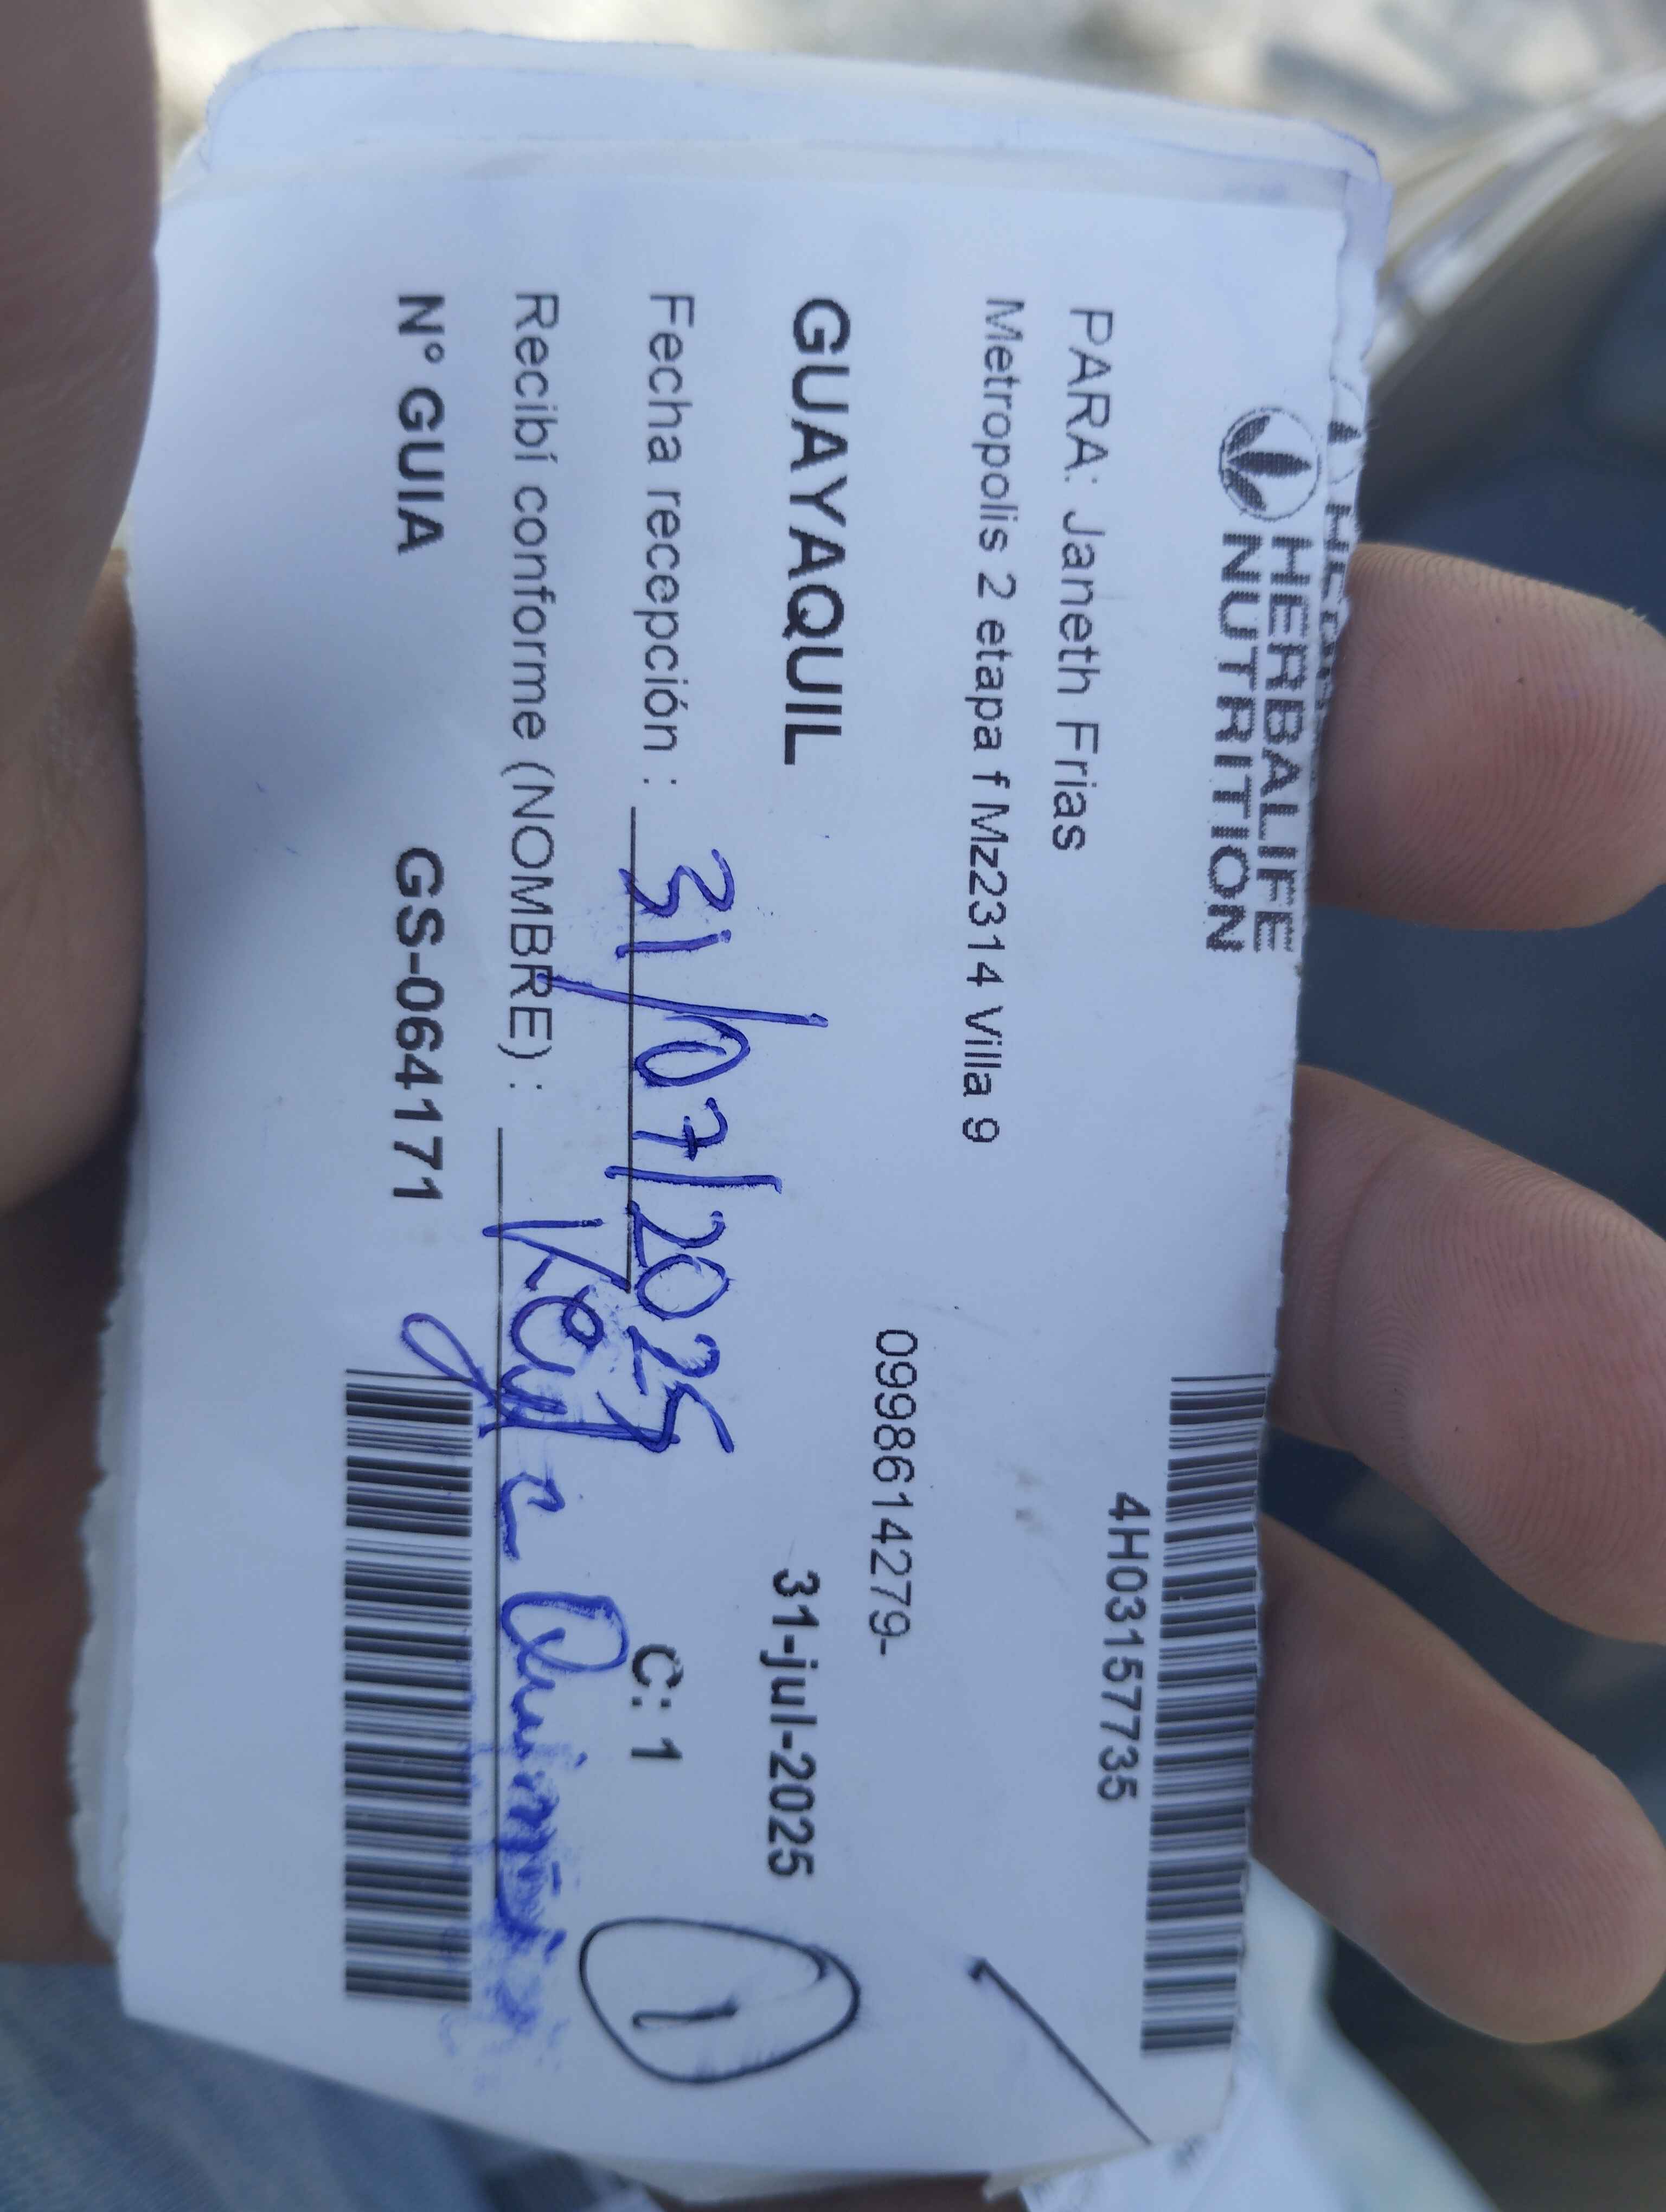 HERBALIFE
NUTRITION
4H03157735
PARA: Janeth Frias
Metropolis 2 etapa f Mz2314 Villa 9
0998614279-
GUAYAQUIL 31-jul-2025
Fecha recepción : 31/07/2025 C: 1
1
Recibí conforme (NOMBRE) :
N° GUIA GS-064171